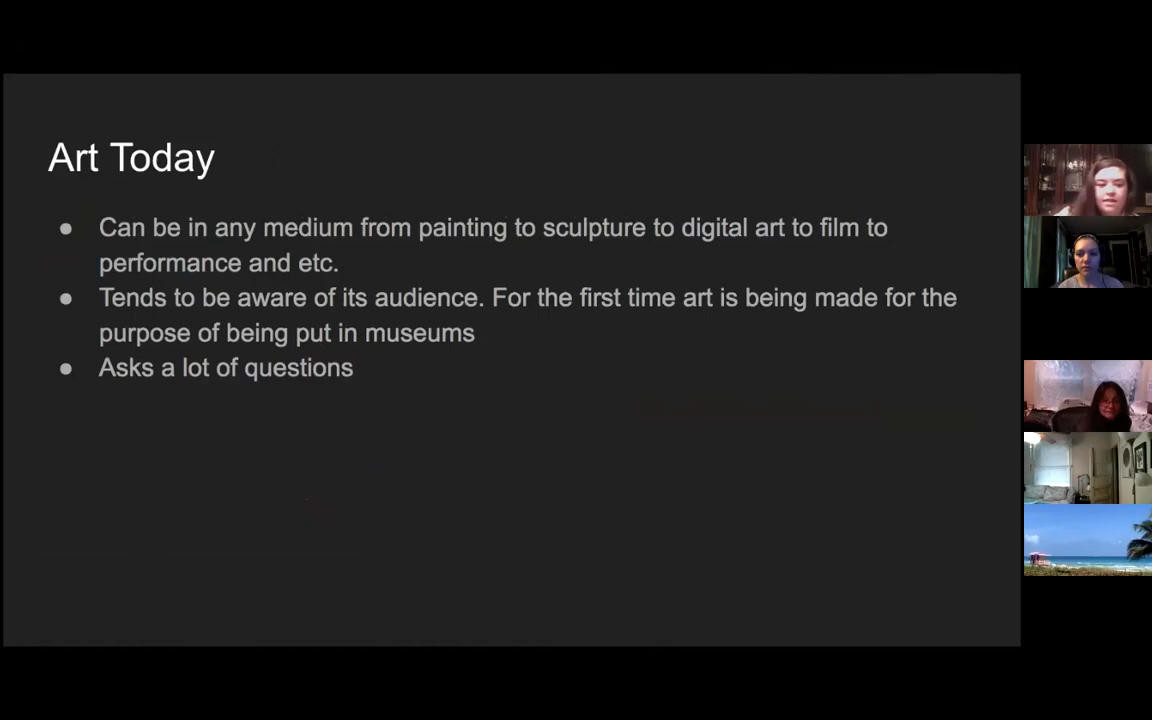 Art Today
● Can be in any medium from painting to sculpture to digital art to film to
performance and etc.
● Tends to be aware of its audience. For the first time art is being made for the
purpose of being put in museums
● Asks a lot of questions